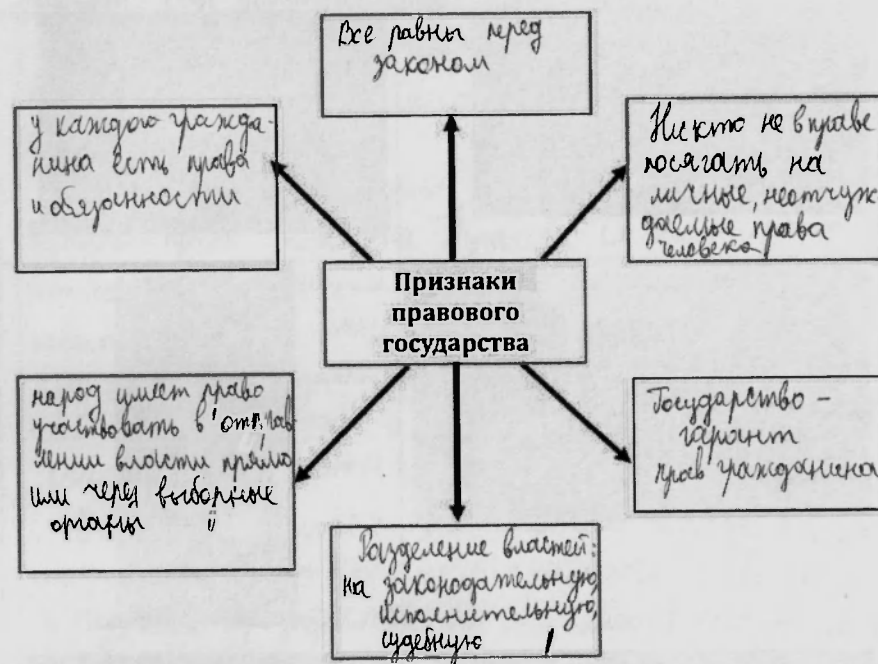 Все равны перед
законом
у каждого гражда-
нина есть права
и обязанности
Никто не вправе
посягать на
личные, неотчуж
даемые права
человека
Признаки
правового
государства
народ имеет право
участвовать в "отправ
лении власти прямо
или через выборные
органы "
Государство -
гарант
прав гражданина
Разделение властей:
на законодательную,
исполнительную,
судебную